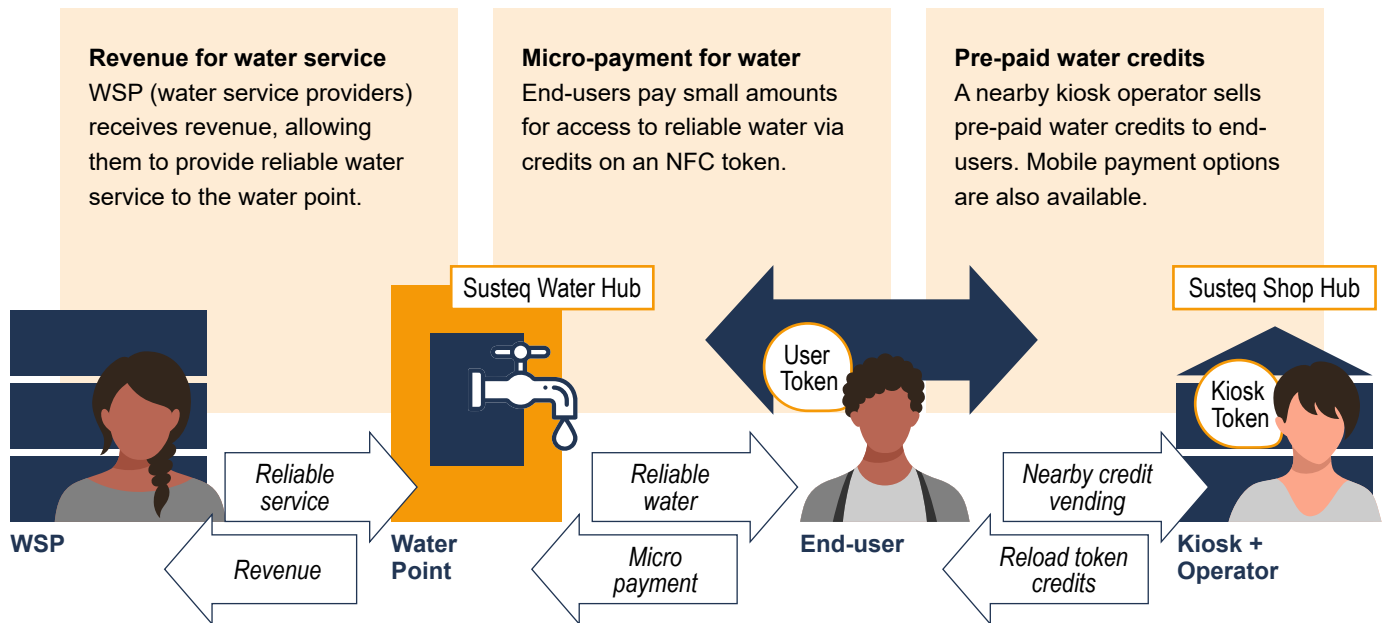 Revenue for water service
WSP (water service providers)
receives revenue, allowing
them to provide reliable water
service to the water point.
Micro-payment for water
End-users pay small amounts
for access to reliable water via
credits on an NFC token.
Pre-paid water credits
A nearby kiosk operator sells
pre-paid water credits to end-
users. Mobile payment options
are also available.
Susteq Water Hub
Susteq Shop Hub
User
Token
Kiosk
Token
Reliable
service
Reliable
water
Nearby credit
vending
WSP
Revenue
Water
Point
Micro
payment
End-user
Reload token
credits
Kiosk +
Operator